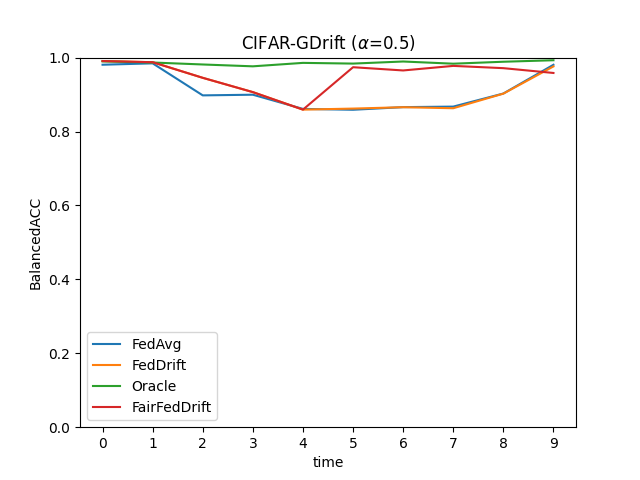 CIFAR-GDrift (α=0.5)
BalancedACC
1.0
0.8
0.6
0.4
0.2
0.0
FedAvg
FedDrift
Oracle
FairFedDrift
0 1 2 3 4 5 6 7 8 9
time